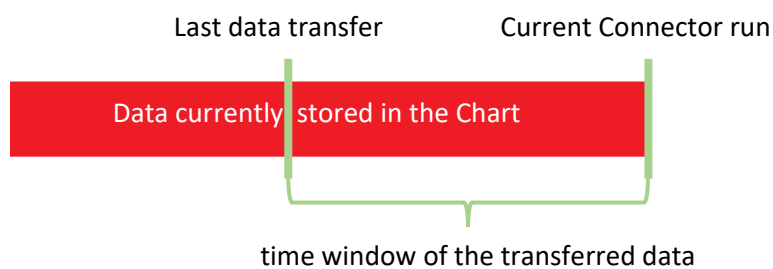 Last data transfer Current Connector run
Data currently stored in the Chart
time window of the transferred data